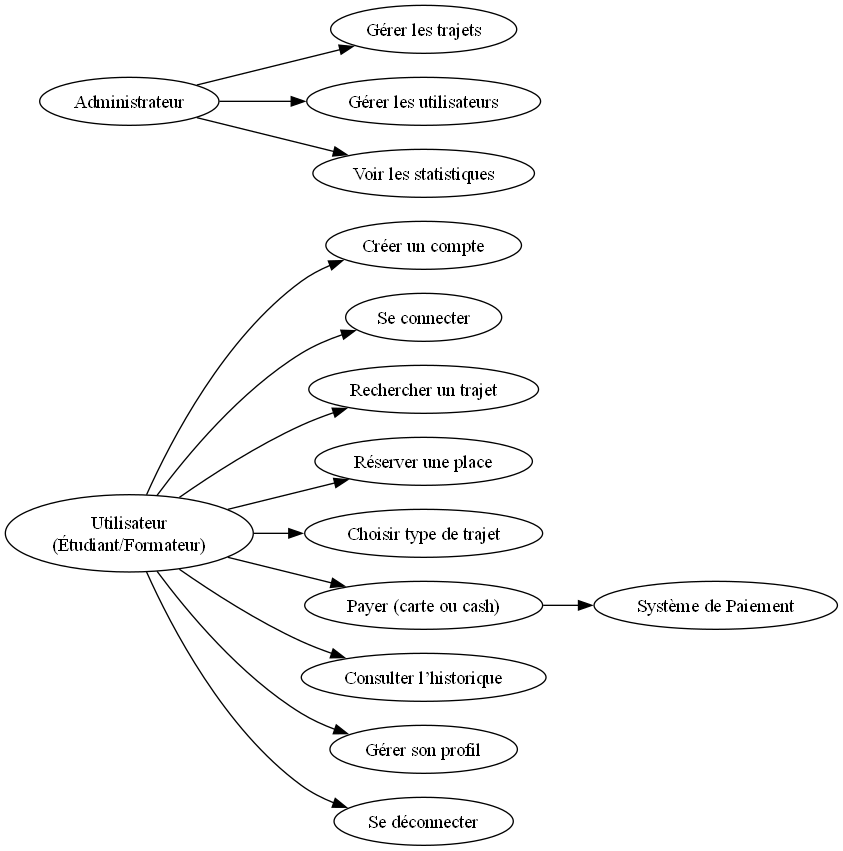 Gérer les trajets
Administrateur
Gérer les utilisateurs
Voir les statistiques
Créer un compte
Se connecter
Rechercher un trajet
Réserver une place
Utilisateur
(Étudiant/Formateur)
Choisir type de trajet
Payer (carte ou cash)
Système de Paiement
Consulter l’historique
Gérer son profil
Se déconnecter